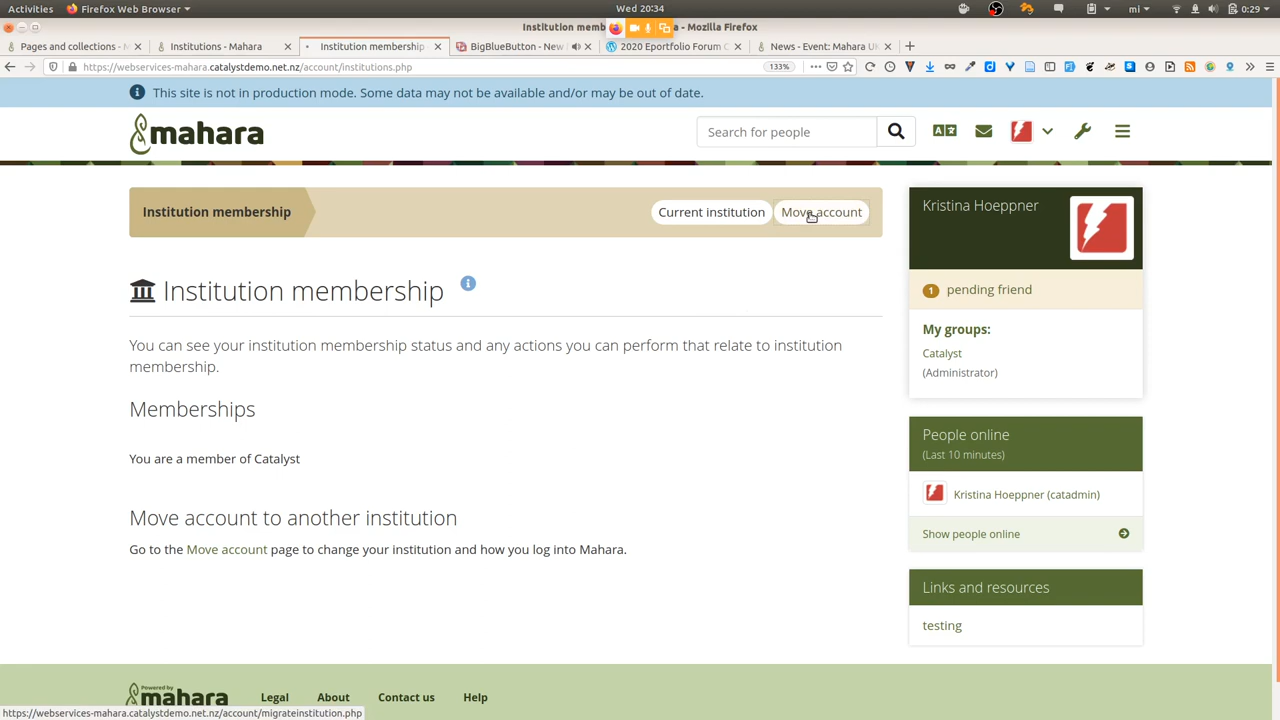 Activities
Firefox Web Browser
Wed 20:34
mi
0:29
Institution memb
a - Mozilla Firefox
Pages and collections - M
Institutions - Mahara
Institution membership
BigBlueButton - New
2020 Eportfolio Forum C
News - Event: Mahara UK
https://webservices-mahara.catalystdemo.net.nz/account/institutions.php
133%
This site is not in production mode. Some data may not be available and/or may be out of date.
mahara
Search for people
Institution membership
Current institution
Move account
Institution membership
You can see your institution membership status and any actions you can perform that relate to institution
membership.
Memberships
You are a member of Catalyst
Move account to another institution
Go to the Move account page to change your institution and how you log into Mahara.
Kristina Hoeppner
1 pending friend
My groups:
Catalyst
(Administrator)
People online
(Last 10 minutes)
Kristina Hoeppner (catadmin)
Show people online
Links and resources
testing
Powered by
mahara
Legal
About
Contact us
Help
https://webservices-mahara.catalystdemo.net.nz/account/migrateinstitution.php